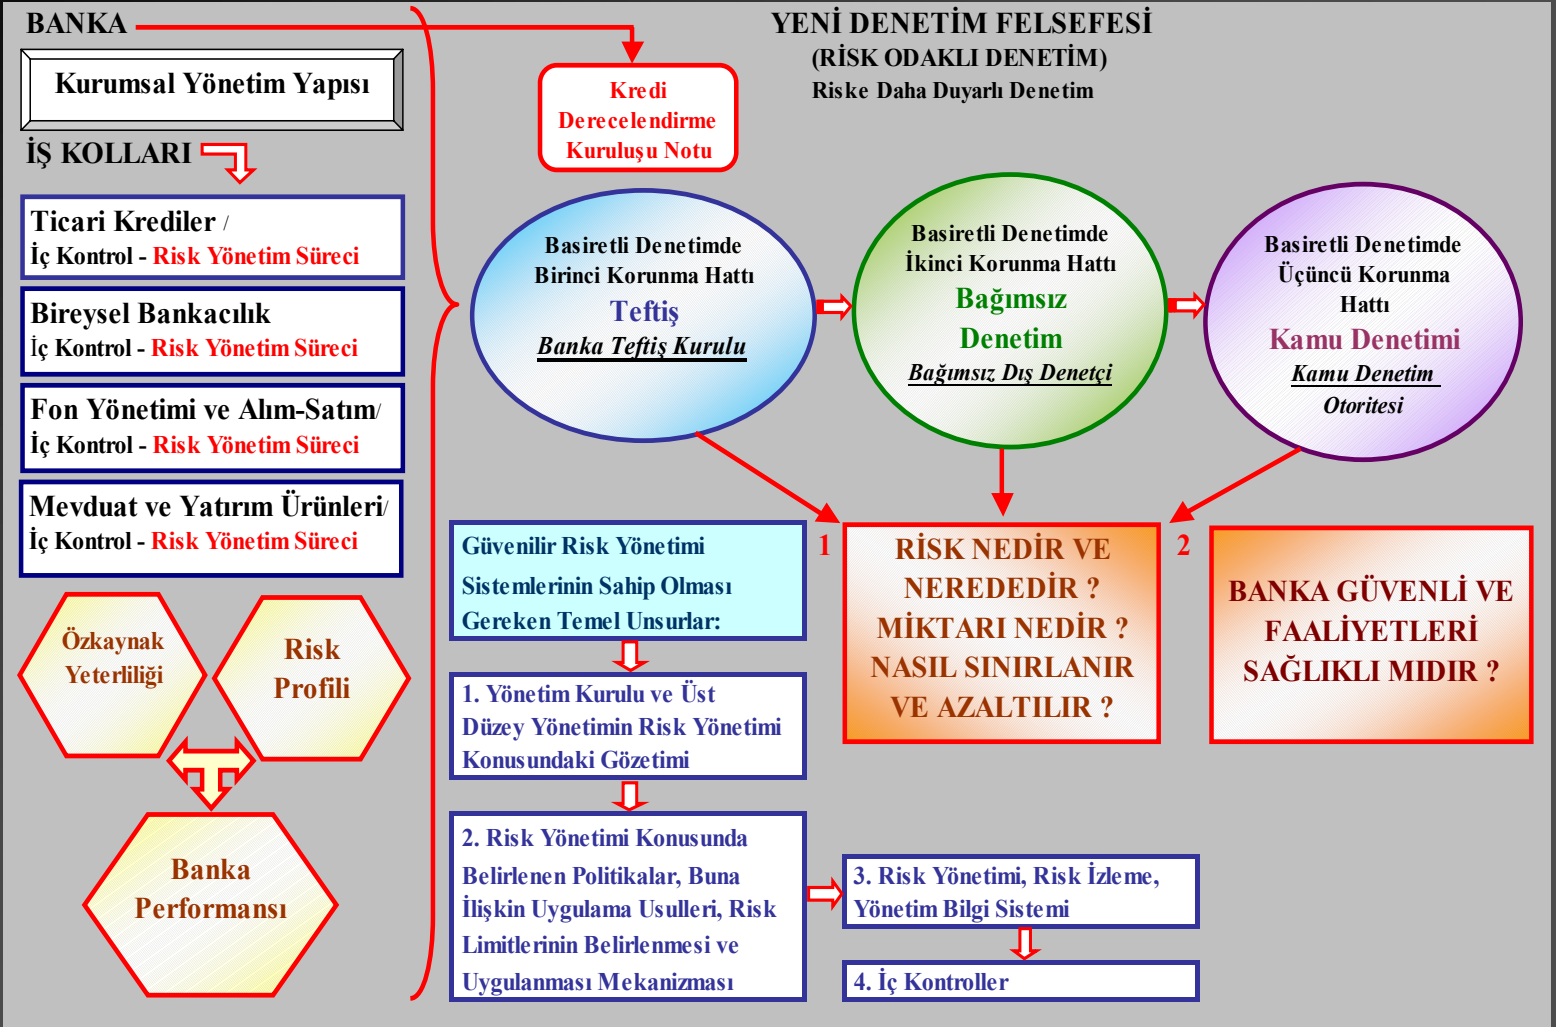 BANKA
Kurumsal Yönetim Yapısı
İŞ KOLLARI
Ticari Krediler /
İç Kontrol - Risk Yönetim Süreci
Bireysel Bankacılık
İç Kontrol - Risk Yönetim Süreci
Fon Yönetimi ve Alım-Satım/
İç Kontrol - Risk Yönetim Süreci
Mevduat ve Yatırım Ürünleri/
İç Kontrol - Risk Yönetim Süreci
Özkaynak
Yeterliliği
Risk
Profili
Banka
Performansı
YENİ DENETİM FELSEFESİ
(RİSK ODAKLI DENETİM)
Riske Daha Duyarlı Denetim
Kredi
Derecelendirme
Kuruluşu Notu
Basiretli Denetimde
Birinci Korunma Hattı
Teftiş
Banka Teftiş Kurulu
Basiretli Denetimde
İkinci Korunma Hattı
Bağımsız
Denetim
Bağımsız Dış Denetçi
Basiretli Denetimde
Üçüncü Korunma
Hattı
Kamu Denetimi
Kamu Denetim
Otoritesi
Güvenilir Risk Yönetimi
Sistemlerinin Sahip Olması
Gereken Temel Unsurlar:
1. Yönetim Kurulu ve Üst
Düzey Yönetimin Risk Yönetimi
Konusundaki Gözetimi
2. Risk Yönetimi Konusunda
Belirlenen Politikalar, Buna
İlişkin Uygulama Usulleri, Risk
Limitlerinin Belirlenmesi ve
Uygulanması Mekanizması
3. Risk Yönetimi, Risk İzleme,
Yönetim Bilgi Sistemi
4. İç Kontroller
1
RİSK NEDİR VE
NEREDEDİR ?
MİKTARI NEDİR ?
NASIL SINIRLANIR
VE AZALTILIR ?
2
BANKA GÜVENLİ VE
FAALİYETLERİ
SAĞLIKLI MIDIR ?